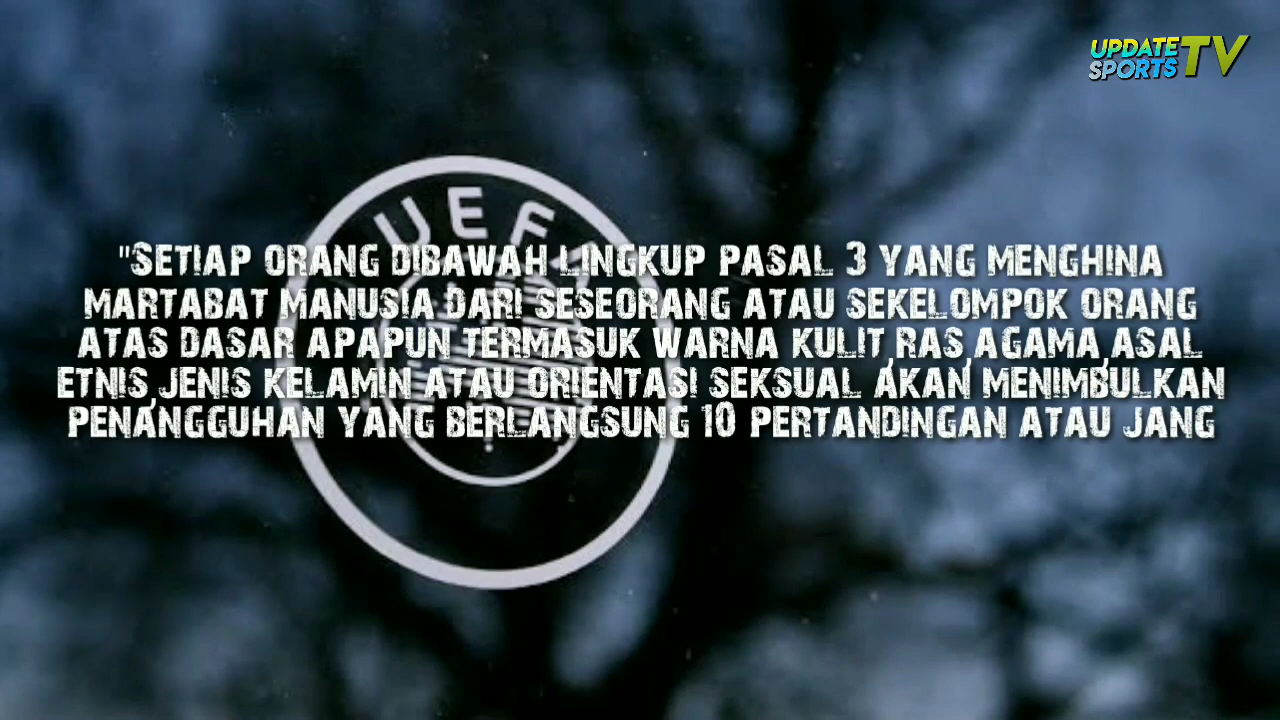 UPDATE
SPORTS TV
UEFA
"SETIAP ORANG DIBAWAH LINGKUP PASAL 3 YANG MENGHINA
MARTABAT MANUSIA DARI SESEORANG ATAU SEKELOMPOK ORANG
ATAS DASAR APAPUN TERMASUK WARNA KULIT,RAS,AGAMA,ASAL
ETNIS,JENIS KELAMIN ATAU ORIENTASI SEKSUAL AKAN MENIMBULKAN
PENANGGUHAN YANG BERLANGSUNG 10 PERTANDINGAN ATAU JANG